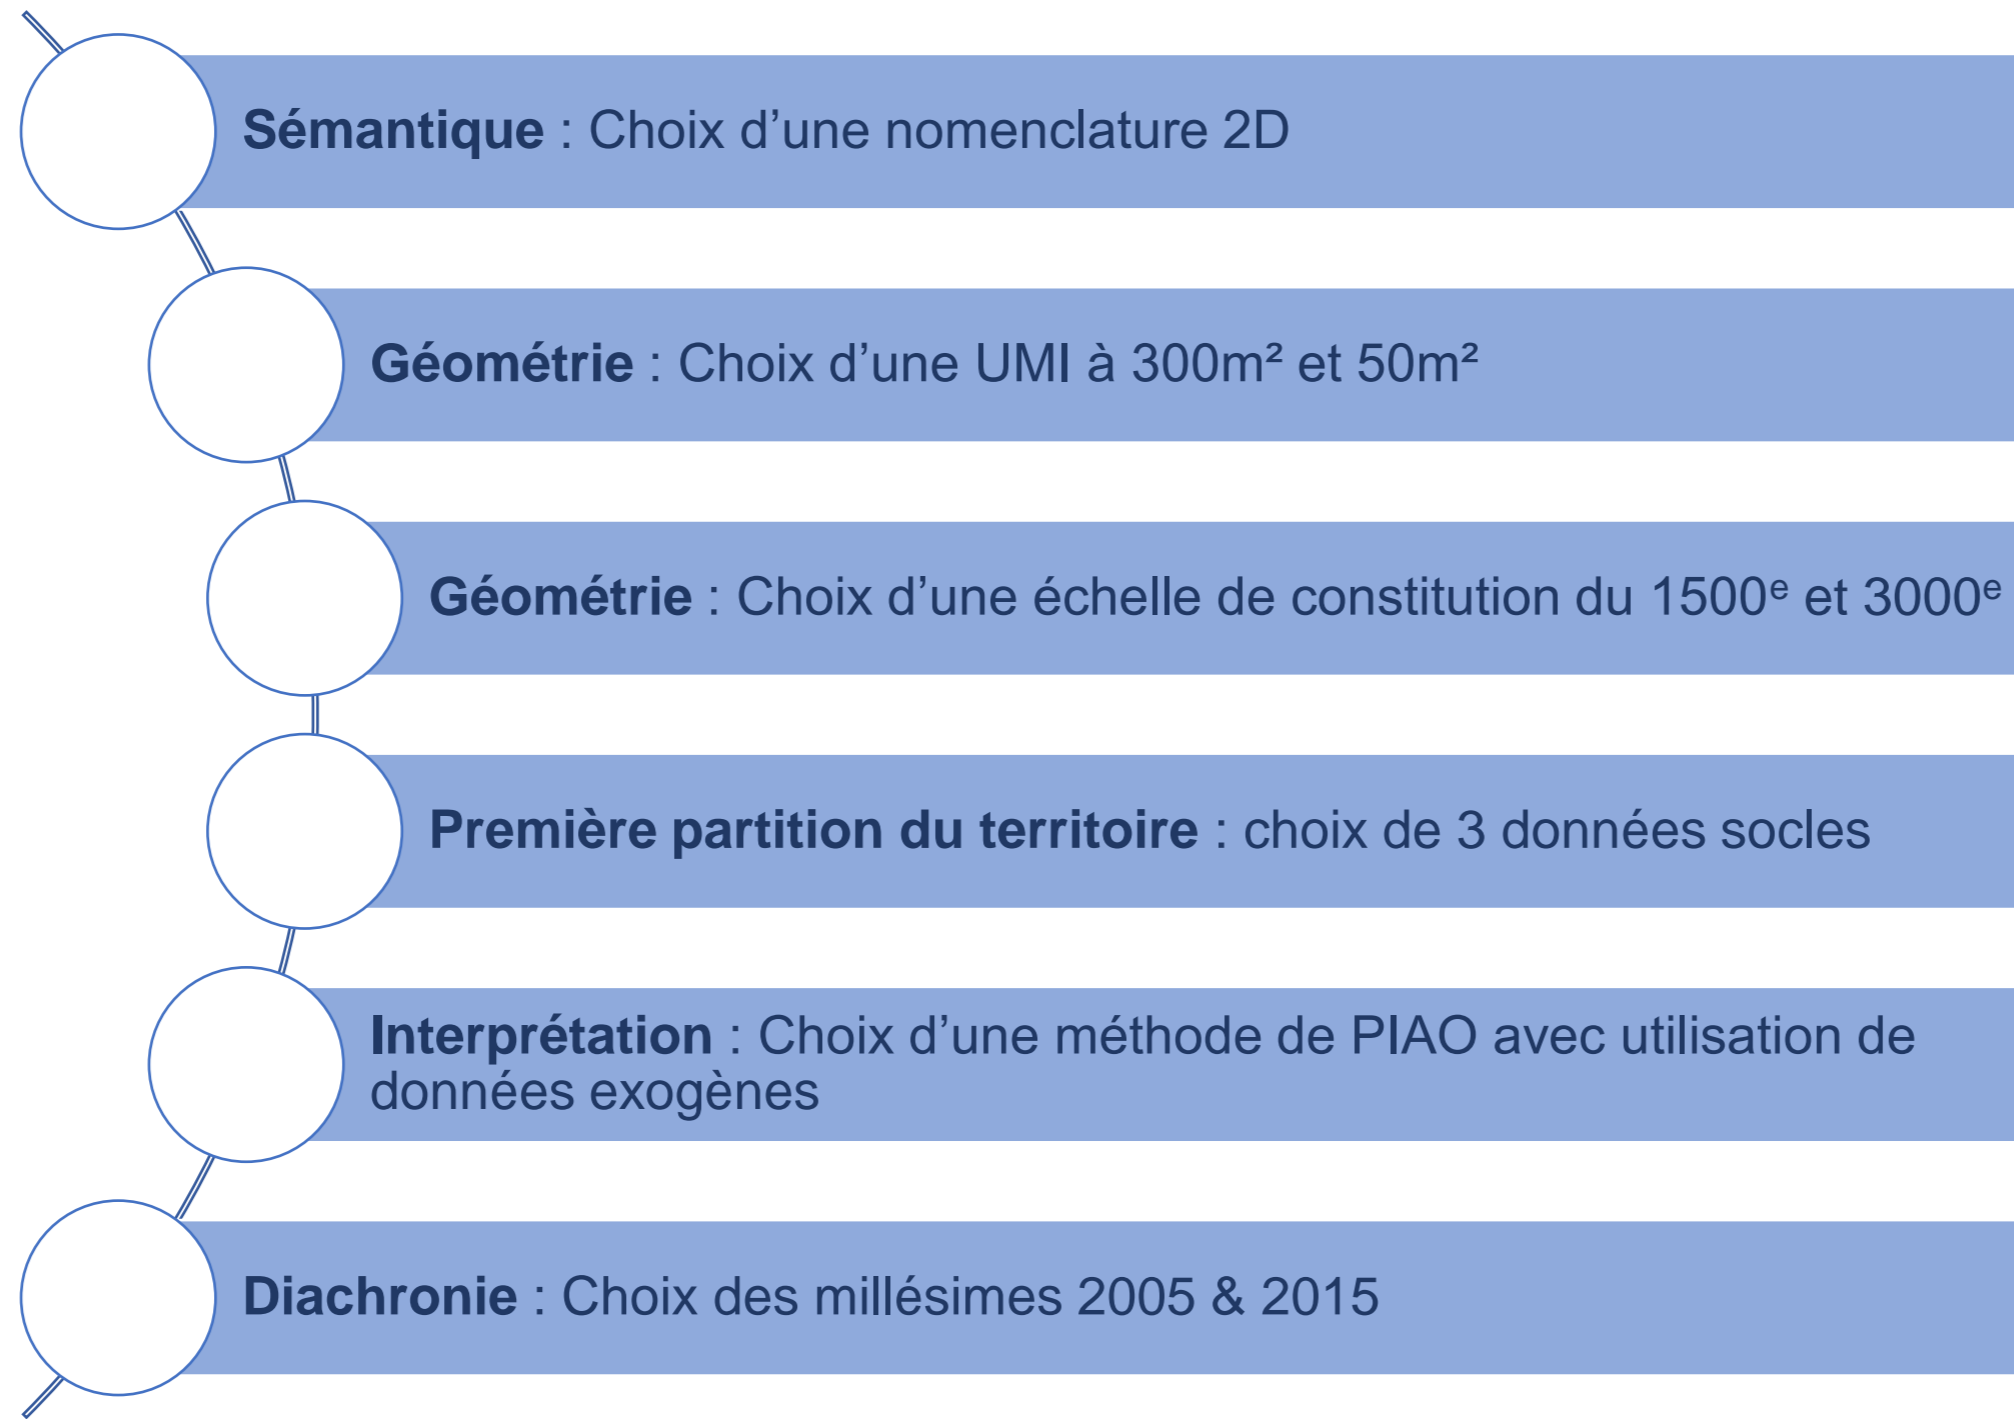 Sémantique : Choix d’une nomenclature 2D
Géométrie : Choix d’une UMI à 300m² et 50m²
Géométrie : Choix d’une échelle de constitution du 1500ᵉ et 3000ᵉ
Première partition du territoire : choix de 3 données socles
Interprétation : Choix d’une méthode de PIAO avec utilisation de
données exogènes
Diachronie : Choix des millésimes 2005 & 2015